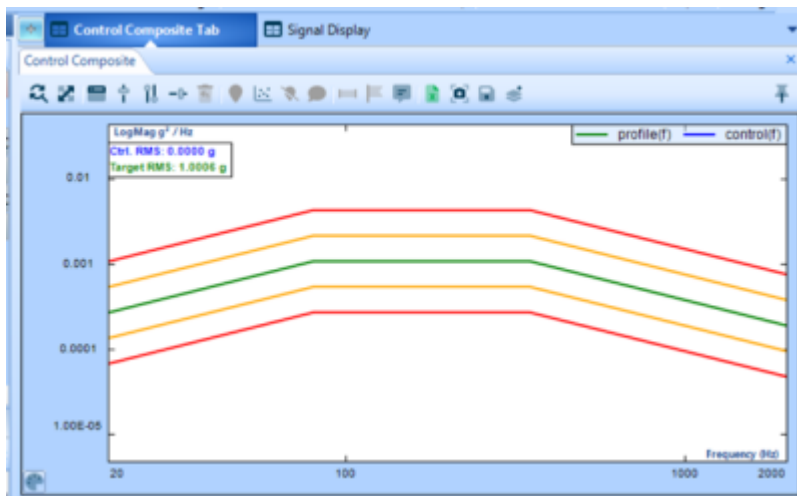 Control Composite Tab
Signal Display
Control Composite
LogMag g² / Hz
profile(f)
control(f)
Ctrl. RMS: 0.0000 g
Target RMS: 1.0006 g
0.01
0.001
0.0001
1.00E-05
Frequency (Hz)
20
100
1000
2000